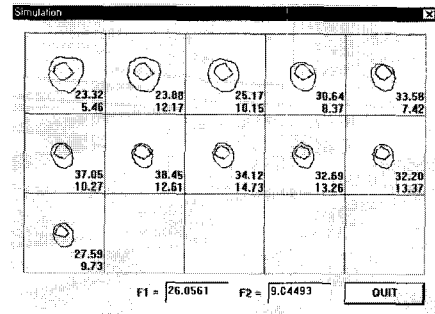 Simulation
23.32 23.88 25.17 30.64 33.58
5.46 12.17 10.15 8.37 7.42
37.05 38.45 34.12 32.69 32.20
10.27 12.61 14.73 13.26 13.37
27.59
9.73
F1 = 26.0561 F2 = 9.04493 QUIT